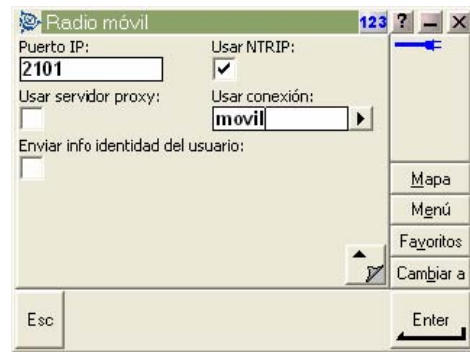 Radio móvil 123 ? – X
Puerto IP: Usar NTRIP:
2101
Usar servidor proxy: Usar conexión:
movil
Enviar info identidad del usuario:
Mapa
Menú
Favoritos
Cambiar a
Esc Enter